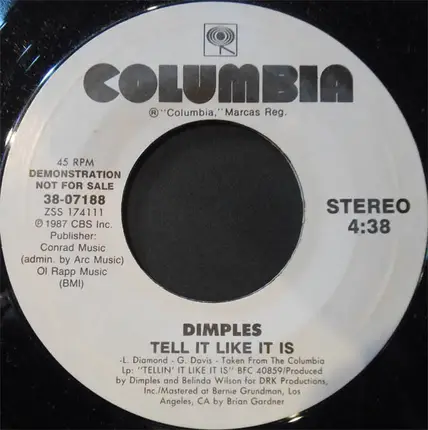 COLUMBIA
® "Columbia," Marcas Reg.
45 RPM
DEMONSTRATION
NOT FOR SALE
38-07188
ZSS 174111
℗ 1987 CBS Inc.
Publisher:
Conrad Music
(admin. by Arc Music)
Ol Rapp Music
(BMI)
STEREO
4:38
DIMPLES
TELL IT LIKE IT IS
-L. Diamond - G. Davis - Taken From The Columbia
Lp: "TELLIN' IT LIKE IT IS" BFC 40859/Produced
by Dimples and Belinda Wilson for DRK Productions,
Inc./Mastered at Bernie Grundman, Los
Angeles, CA by Brian Gardner